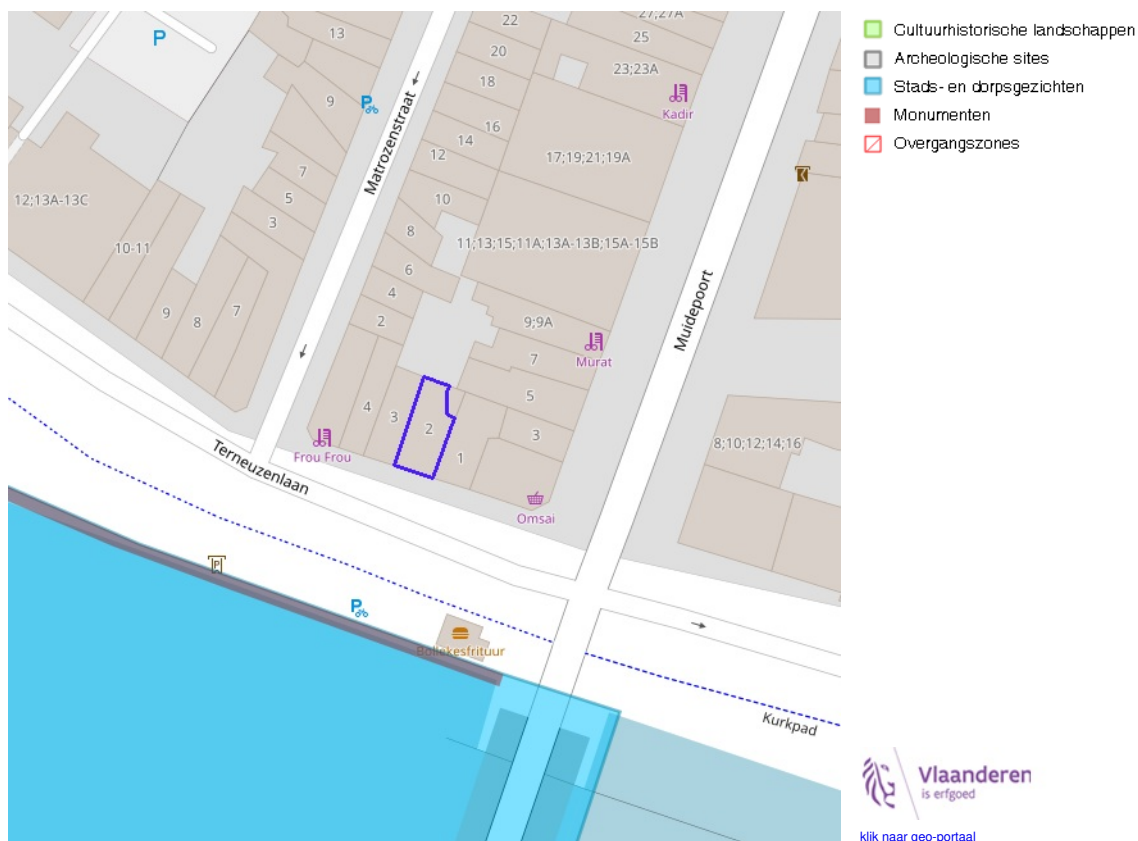 22
27;27A
13
25
20
23;23A
P
18
Kadir
9
P
16
14
17;19;21;19A
12
7
Matrozenstraat
12;13A-13C
5
10
3
10-11
8
11;13;15;11A;13A-13B;15A-15B
6
4
Muidepoort
9
8
7
2
9;9A
7
Murat
5
4
3
2
3
8;10;12;14;16
1
Frou Frou
Terneuzenlaan
Omsai
P
P
Bollekesfrituur
Kurkpad
Cultuurhistorische landschappen
Archeologische sites
Stads- en dorpsgezichten
Monumenten
Overgangszones
Vlaanderen
is erfgoed
klik naar geo-portaal